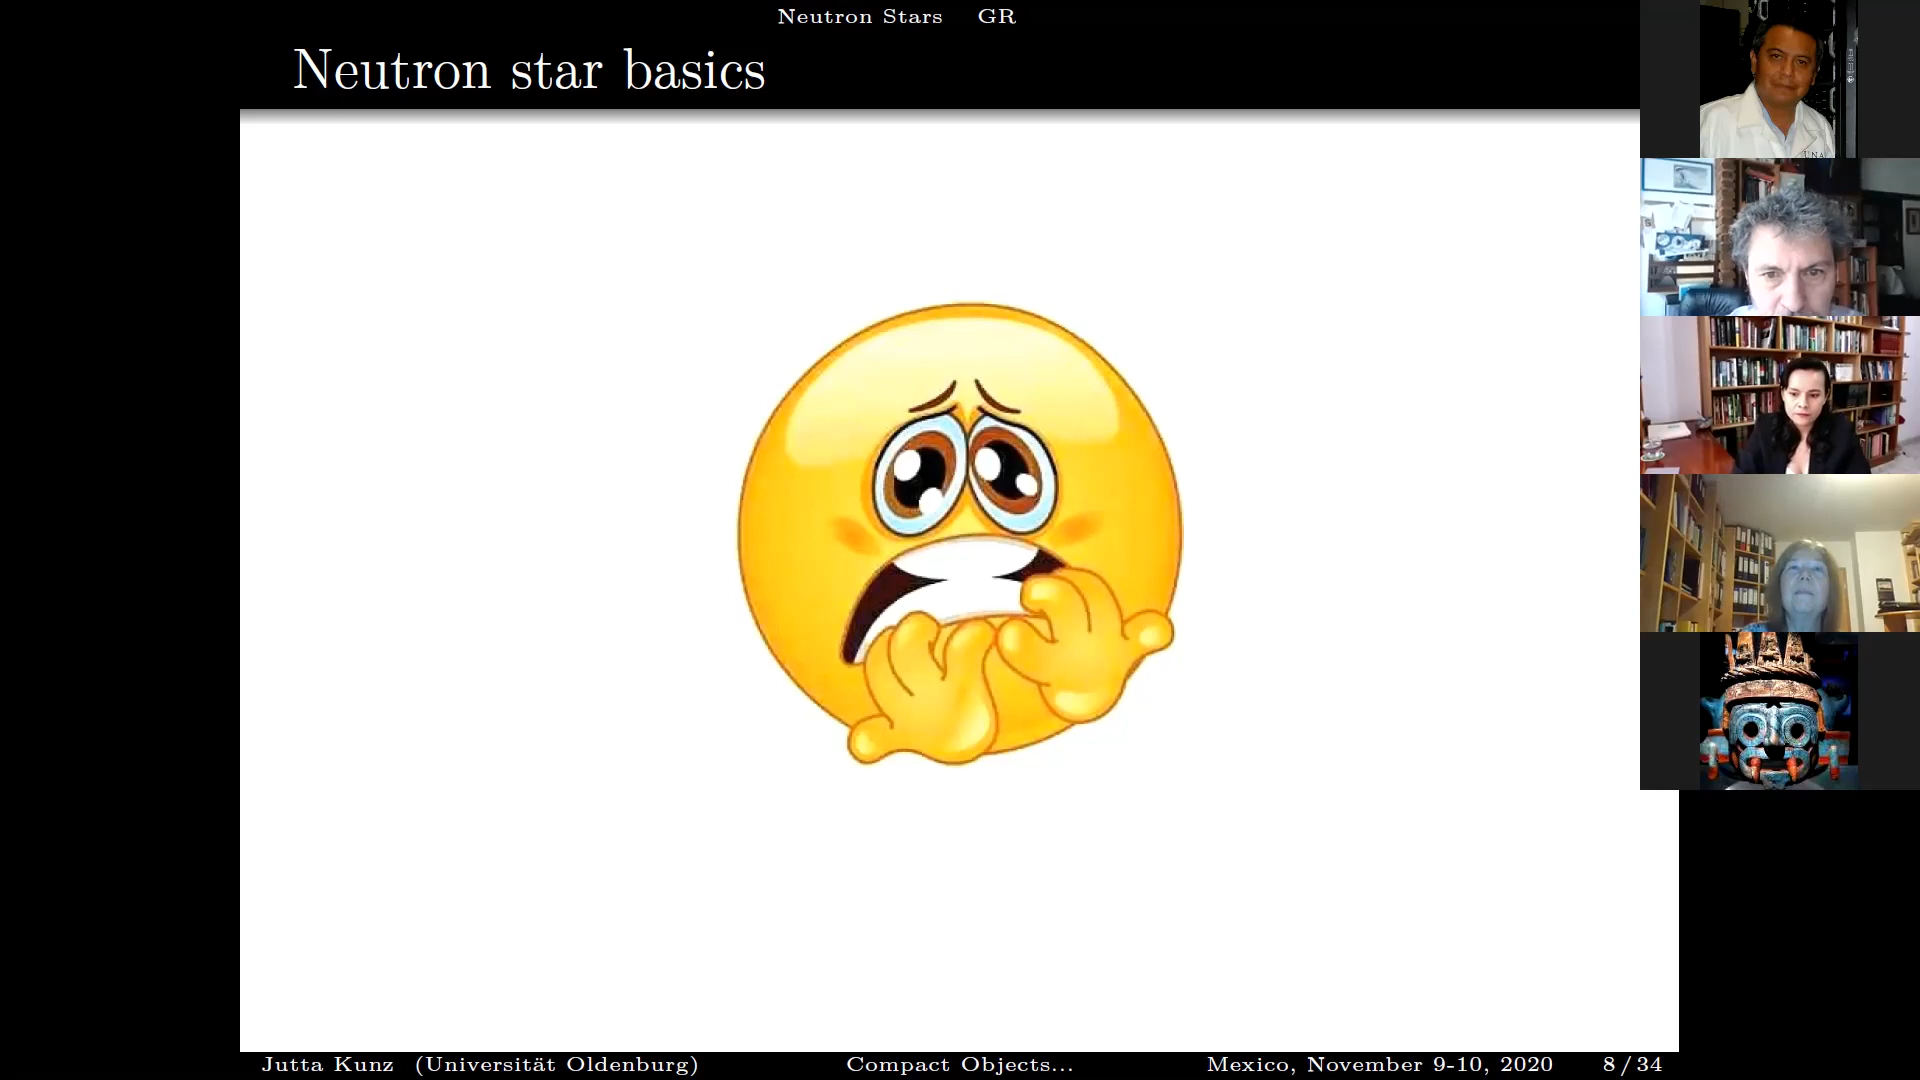 Neutron Stars GR
Neutron star basics
UNA
Jutta Kunz (Universität Oldenburg) Compact Objects... Mexico, November 9-10, 2020 8 / 34